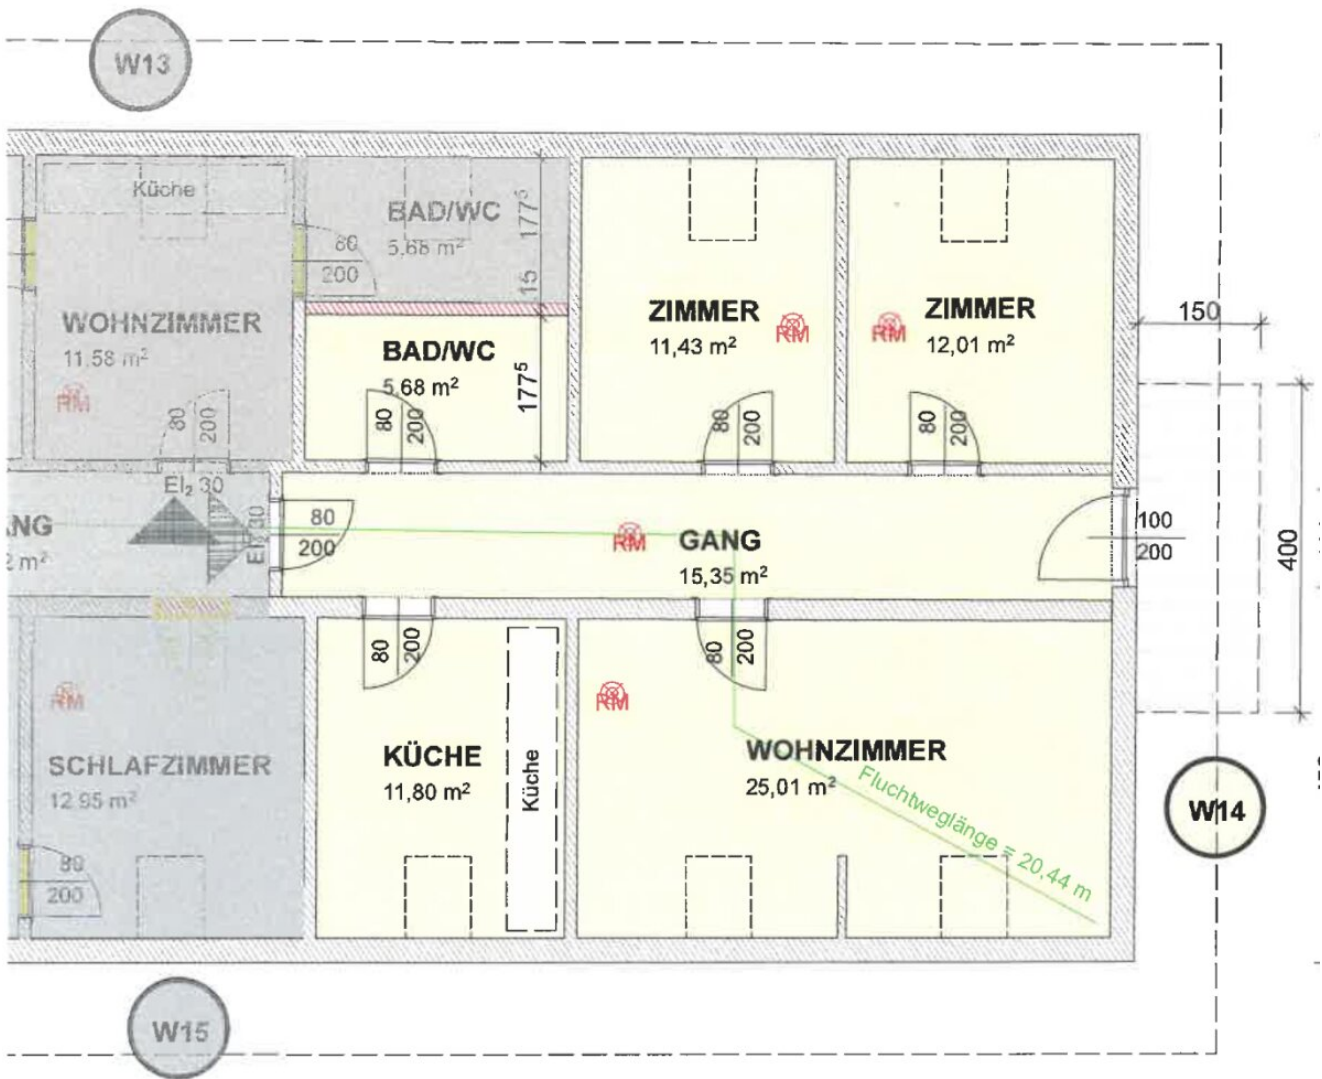 W13
Küche
BAD/WC
5,68 m²
80
200
177⁵
15
WOHNZIMMER
11,58 m²
RM
80
200
BAD/WC
5,68 m²
177⁵
80
200
ZIMMER
11,43 m²
RM
80
200
ZIMMER
12,01 m²
RM
80
200
150
EI₂ 30
ANG
2 m²
EI₂ 30
80
200
RM
GANG
15,35 m²
100
200
400
80
200
80
200
RM
SCHLAFZIMMER
12,95 m²
80
200
KÜCHE
11,80 m²
Küche
RM
WOHNZIMMER
25,01 m²
Fluchtweglänge = 20,44 m
W14
W15